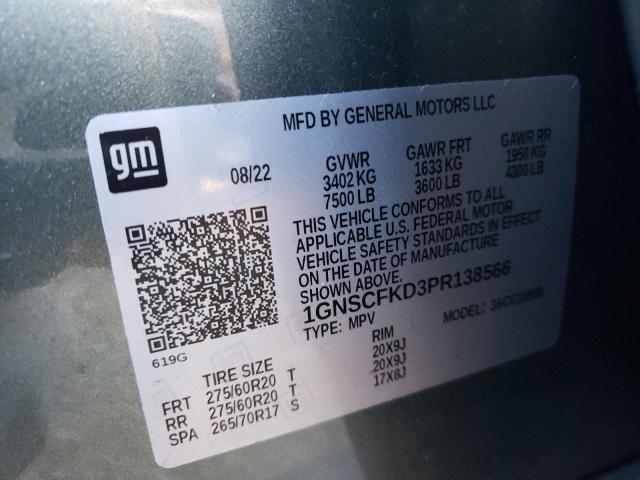 MFD BY GENERAL MOTORS LLC
gm
08/22
GVWR GAWR FRT GAWR RR
3402 KG 1633 KG 1950 KG
7500 LB 3600 LB 4300 LB
THIS VEHICLE CONFORMS TO ALL
APPLICABLE U.S. FEDERAL MOTOR
VEHICLE SAFETY STANDARDS IN EFFECT
ON THE DATE OF MANUFACTURE
SHOWN ABOVE.
1GNSCFKD3PR138566
TYPE: MPV MODEL:
619G
TIRE SIZE RIM
FRT 275/60R20 T 20X9J
RR 275/60R20 T 20X9J
SPA 265/70R17 S 17X8J